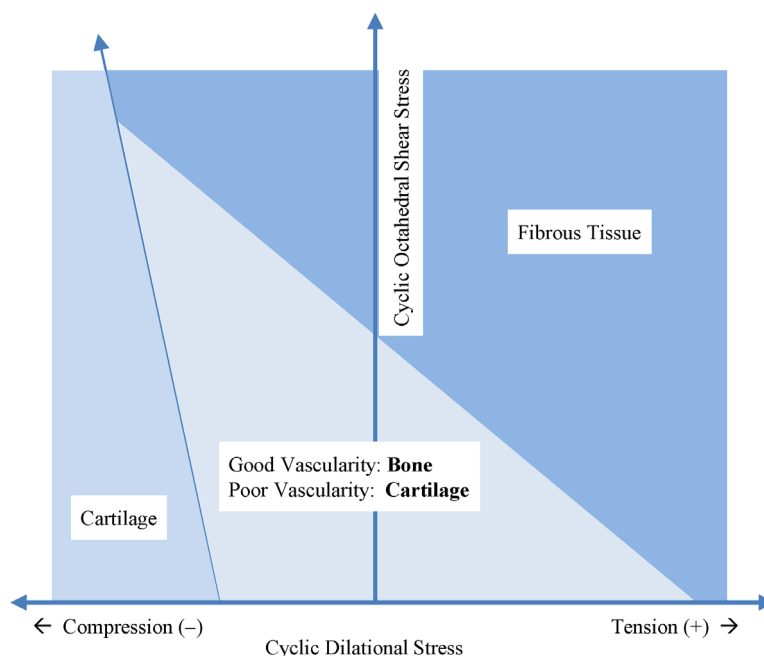 Cyclic Octahedral Shear Stress
Fibrous Tissue
Good Vascularity: Bone
Poor Vascularity: Cartilage
Cartilage
← Compression (–)
Tension (+) →
Cyclic Dilational Stress